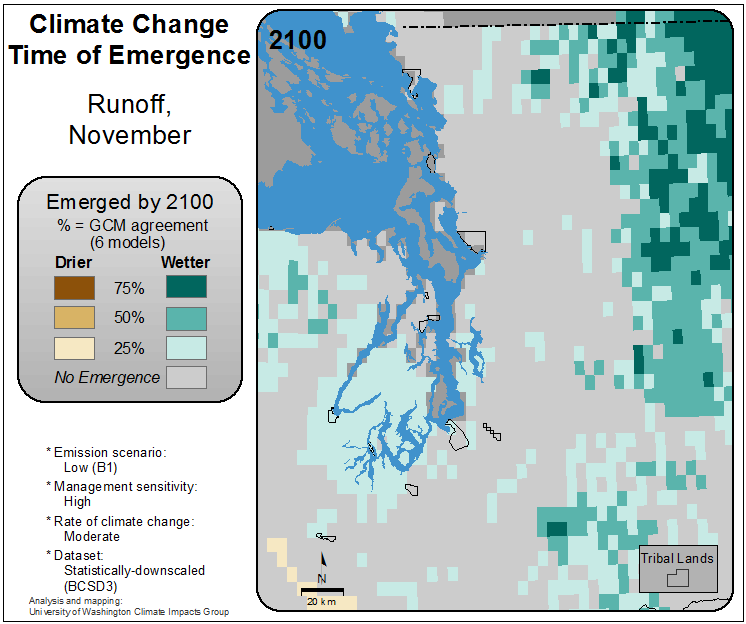 Climate Change
Time of Emergence
Runoff,
November
Emerged by 2100
% = GCM agreement
(6 models)
Drier Wetter
75%
50%
25%
No Emergence
* Emission scenario:
Low (B1)
* Management sensitivity:
High
* Rate of climate change:
Moderate
* Dataset:
Statistically-downscaled
(BCSD3)
Analysis and mapping:
University of Washington Climate Impacts Group
2100
N
20 km
Tribal Lands